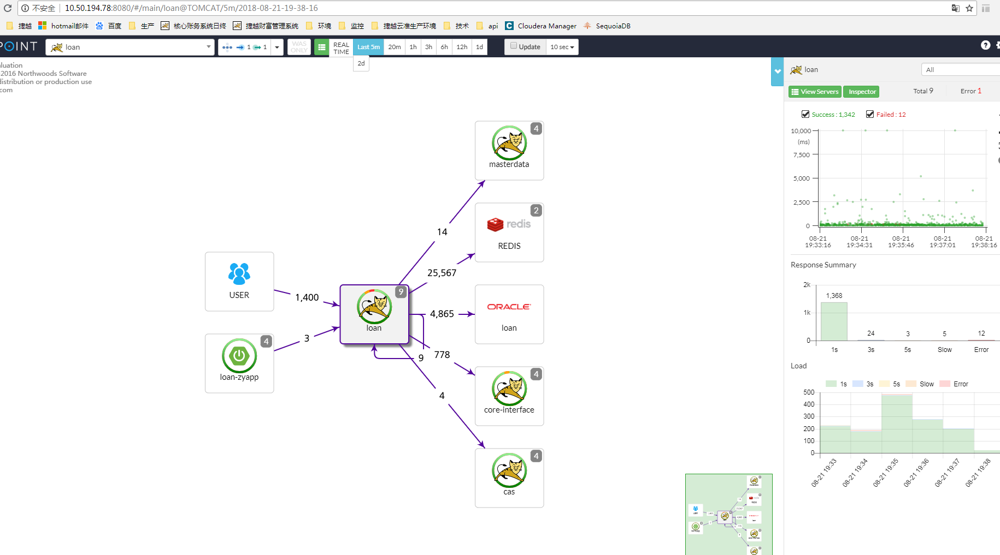 不安全 10.50.194.78:8080/#/main/loan@TOMCAT/5m/2018-08-21-19-38-16
捷越 hotmail邮件 百度 生产 核心账务系统日终 捷越财富管理系统 环境 监控 捷越云准生产环境 技术 api Cloudera Manager SequoiaDB
POINT loan 1 1 WAS ONLY REAL TIME Last 5m 20m 1h 3h 6h 12h 1d Update 10 sec
2d
luation
-2016 Northwoods Software
distribution or production use
com
4
masterdata
14
2
redis
REDIS
25,567
USER
1,400
9
loan
4
loan-zyapp
3
ORACLE
loan
4,865
9
778
4
core-interface
4
4
cas
loan All
View Servers Inspector Total 9 Error 1
Success : 1,342 Failed : 12
10,000
(ms)
7,500
5,000
2,500
0
08-21 08-21 08-21 08-21 08-21
19:33:16 19:34:31 19:35:46 19:37:01 19:38:16
Response Summary
2k
1k
0
1,368 24 3 5 12
1s 3s 5s Slow Error
Load
1s 3s 5s Slow Error
500
400
300
200
100
0
08-21 19:33 08-21 19:34 08-21 19:35 08-21 19:36 08-21 19:37 08-21 19:38